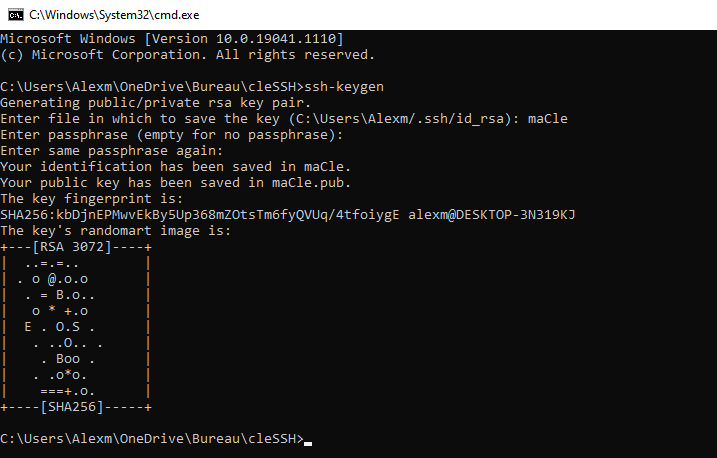 C:\Windows\System32\cmd.exe
Microsoft Windows [Version 10.0.19041.1110]
(c) Microsoft Corporation. All rights reserved.
C:\Users\Alexm\OneDrive\Bureau\cleSSH>ssh-keygen
Generating public/private rsa key pair.
Enter file in which to save the key (C:\Users\Alexm/.ssh/id_rsa): maCle
Enter passphrase (empty for no passphrase):
Enter same passphrase again:
Your identification has been saved in maCle.
Your public key has been saved in maCle.pub.
The key fingerprint is:
SHA256:kbDjnEPMwvEkBy5Up368mZOtsTm6fyQVUq/4tfoiygE alexm@DESKTOP-3N319KJ
The key's randomart image is:
+---[RSA 3072]----+
|  ..=.=..        |
| . o @.o.o       |
|  . = B.o..      |
|   o * +.o       |
|  E . O.S .      |
|   . ..O.. .     |
|    . Boo .      |
|   . .o*o.       |
|    ===+.o.      |
+----[SHA256]-----+
C:\Users\Alexm\OneDrive\Bureau\cleSSH>